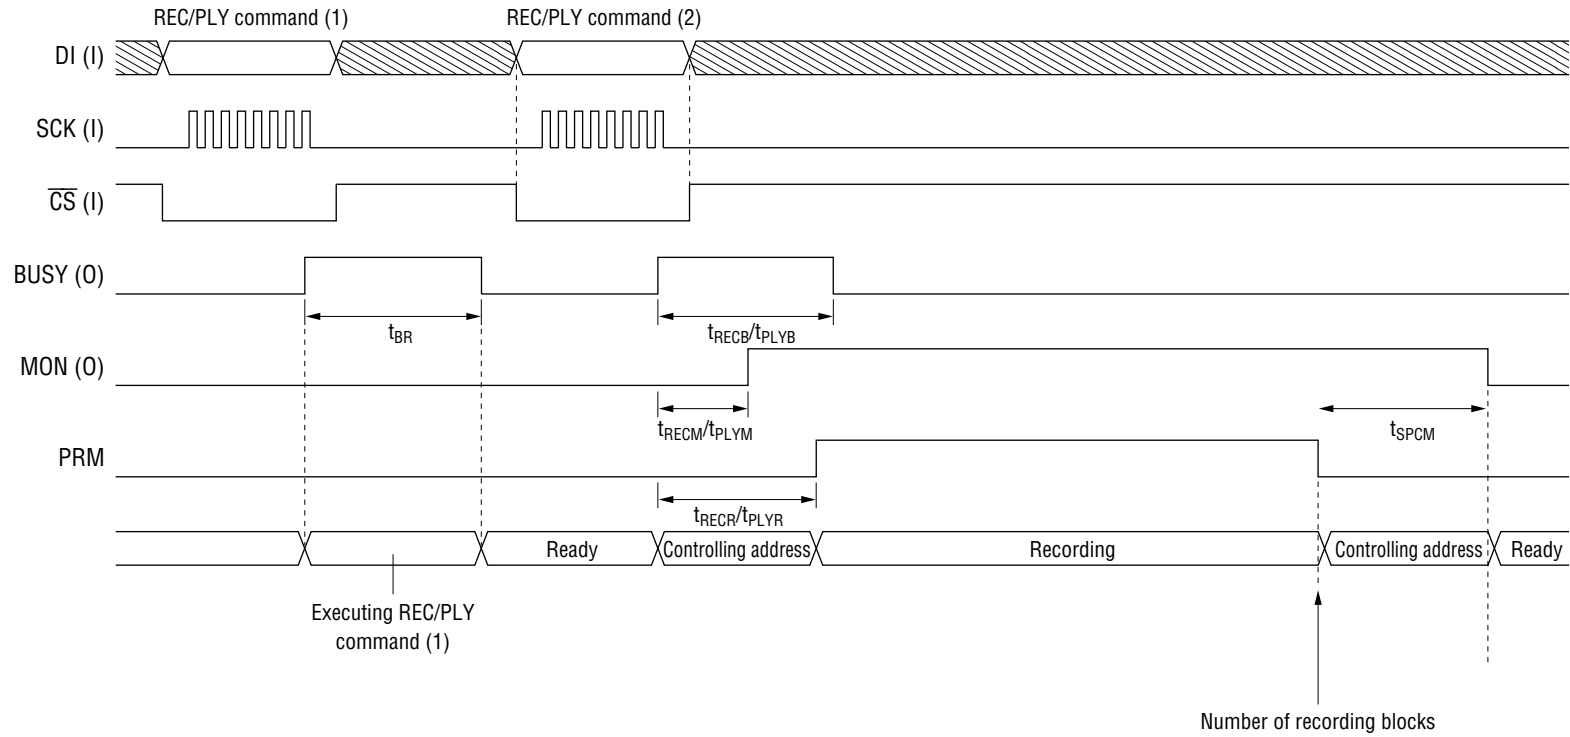 REC/PLY command (1) REC/PLY command (2)
DI (I)
SCK (I)
C̅S̅ (I)
BUSY (O)
tBR tRECB/tPLYB
MON (O)
tRECM/tPLYM tSPCM
PRM
tRECR/tPLYR
Ready Controlling address Recording Controlling address Ready
Executing REC/PLY
command (1)
Number of recording blocks